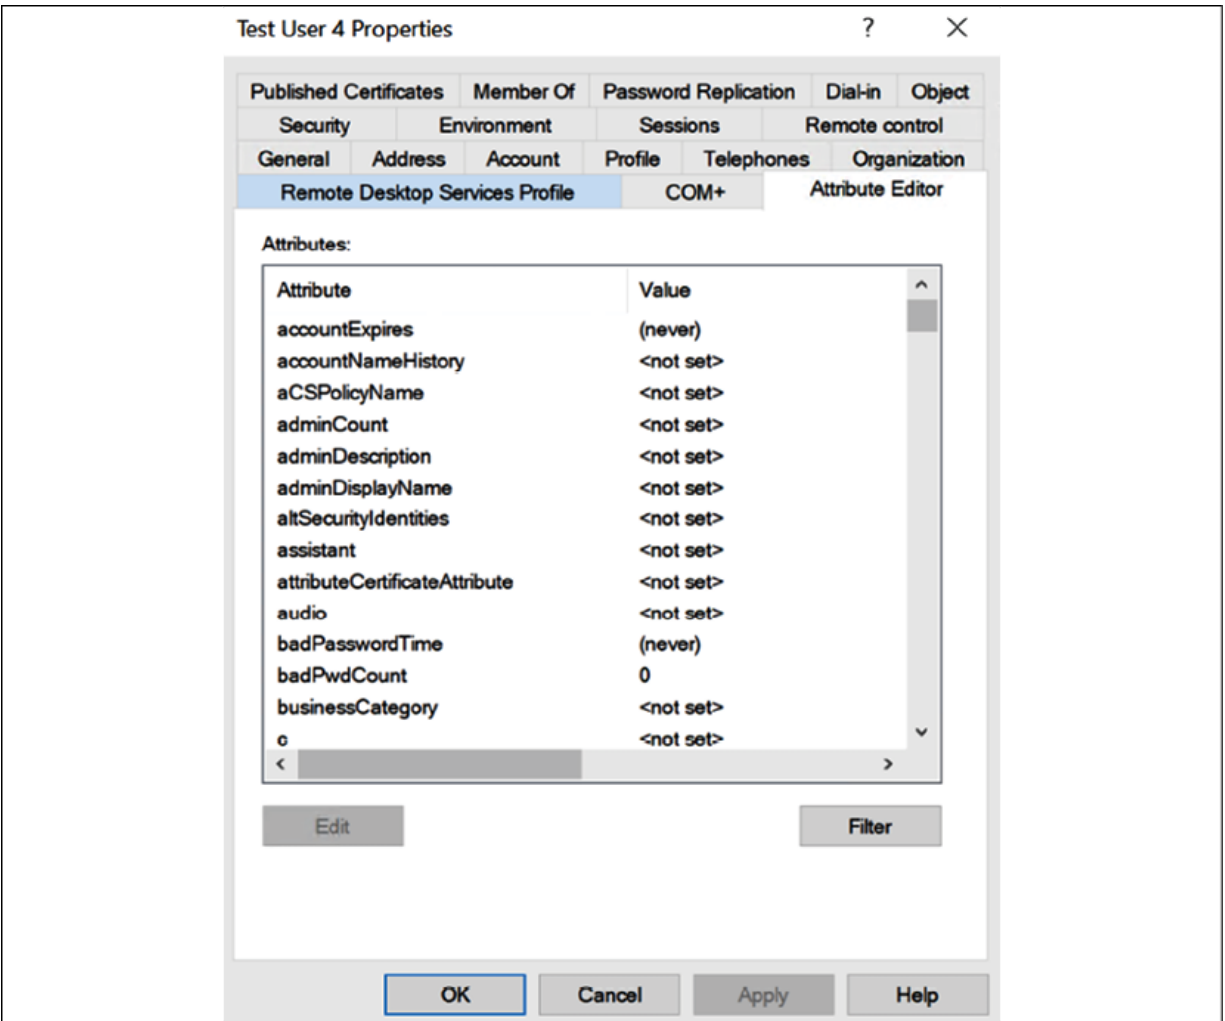 Test User 4 Properties ? ×
Published Certificates Member Of Password Replication Dial-in Object
Security Environment Sessions Remote control
General Address Account Profile Telephones Organization
Remote Desktop Services Profile COM+ Attribute Editor
Attributes:
Attribute Value
accountExpires (never)
accountNameHistory <not set>
aCSPolicyName <not set>
adminCount <not set>
adminDescription <not set>
adminDisplayName <not set>
altSecurityIdentities <not set>
assistant <not set>
attributeCertificateAttribute <not set>
audio <not set>
badPasswordTime (never)
badPwdCount 0
businessCategory <not set>
c <not set>
Edit Filter
OK Cancel Apply Help